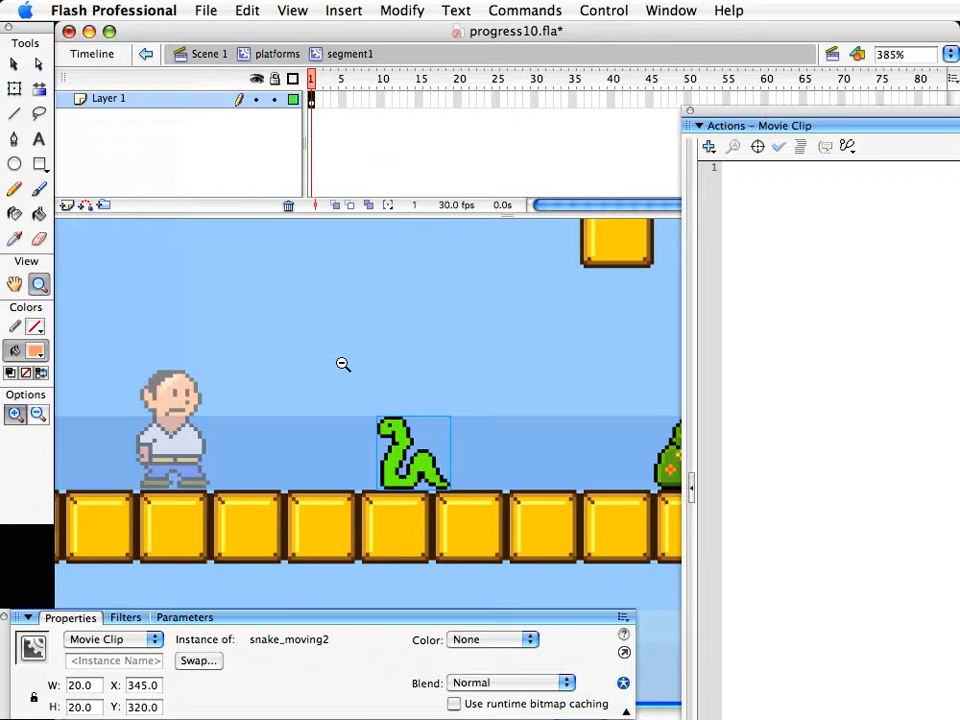 Flash Professional File Edit View Insert Modify Text Commands Control Window Help
progress10.fla*
Tools
Timeline Scene 1 platforms segment1 385%
1 5 10 15 20 25 30 35 40 45 50 55 60 65 70 75 80
Layer 1
Actions - Movie Clip
1
1 30.0 fps 0.0s
A
View
Colors
Options
Properties Filters Parameters
Movie Clip Instance of: snake_moving2 Color: None
<Instance Name> Swap...
W: 20.0 X: 345.0 Blend: Normal
H: 20.0 Y: 320.0 Use runtime bitmap caching